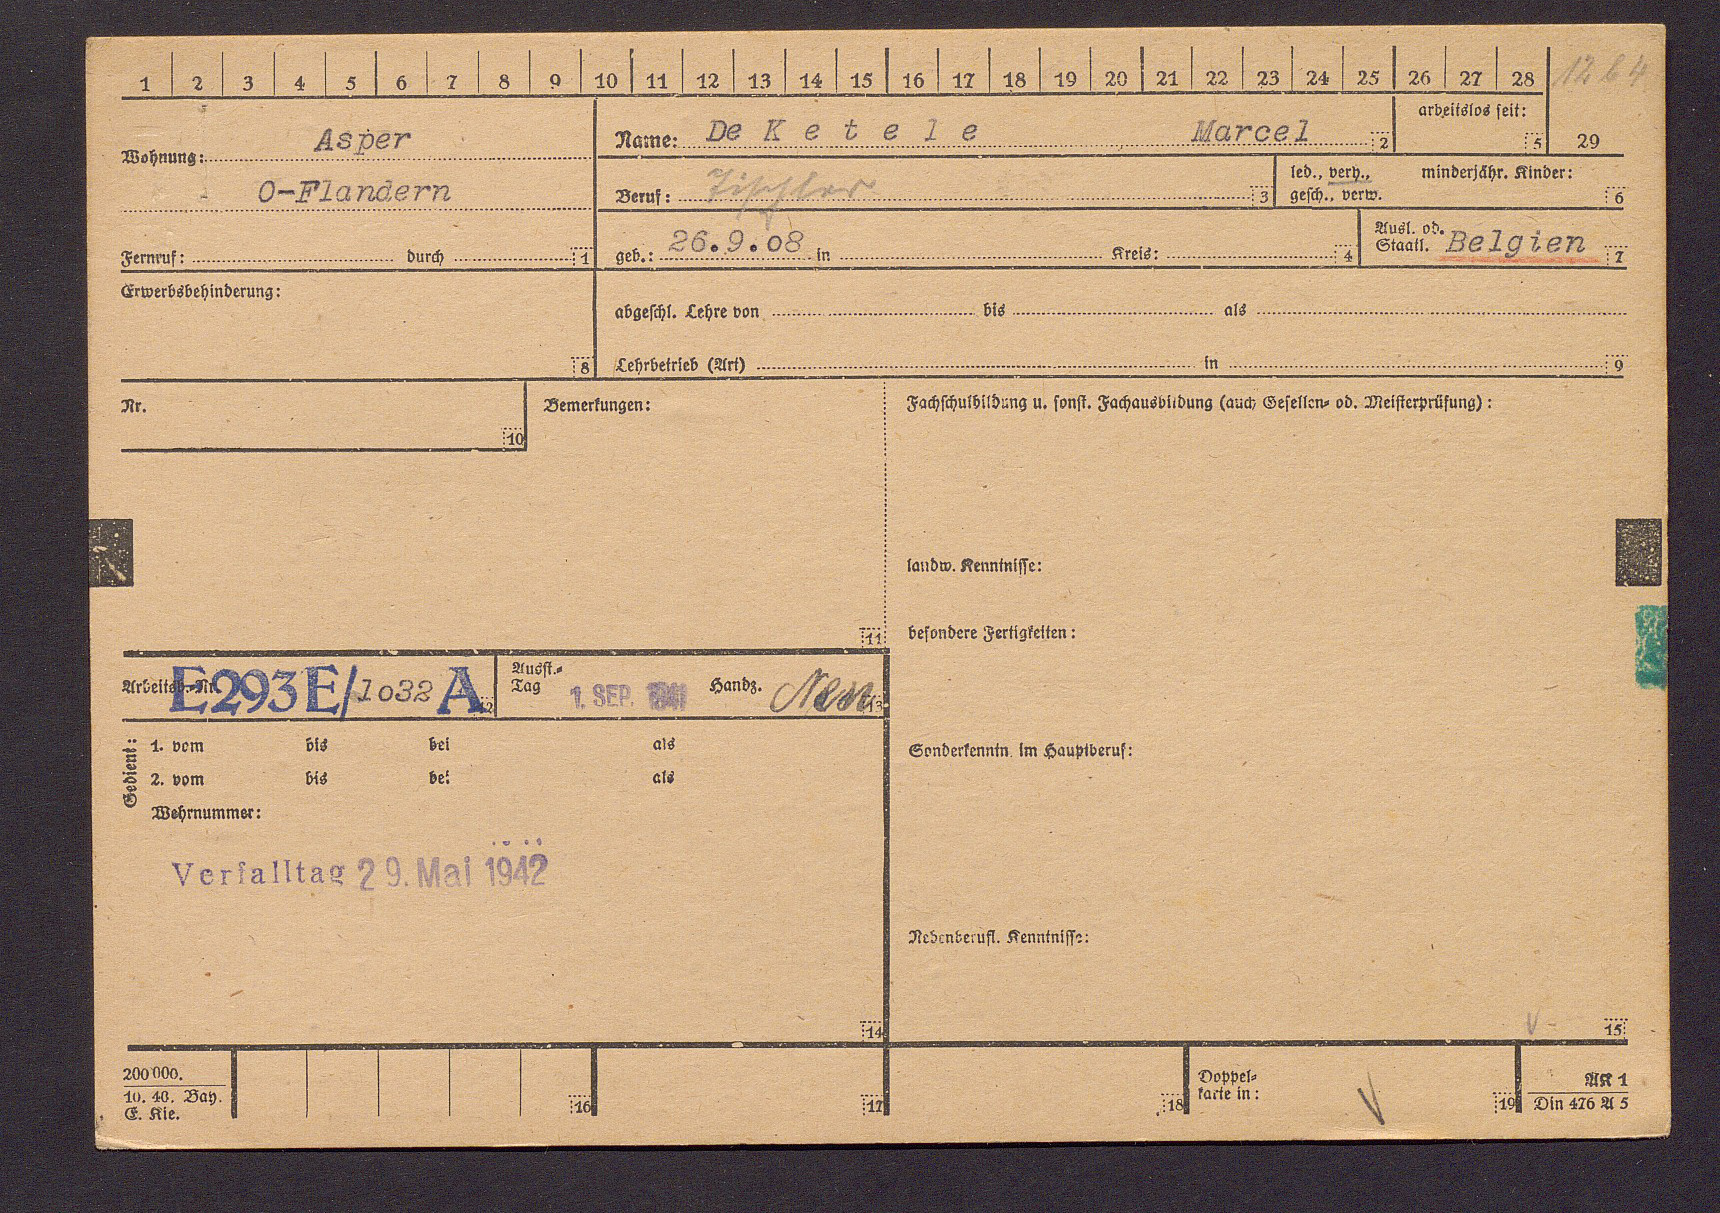 1 2 3 4 5 6 7 8 9 10 11 12 13 14 15 16 17 18 19 20 21 22 23 24 25 26 27 28 1264
Wohnung: Asper
O-Flandern
Fernruf: durch 1
Name: De K e t e l e Marcel 2
arbeitslos seit: 5
29
Beruf: Tischler 3
led., verh., gesch., verw.
minderjähr. Kinder: 6
geb.: 26.9.08 in Kreis: 4
Ausl. od. Staatl. Belgien 7
Erwerbsbehinderung: 8
abgeschl. Lehre von bis als
Lehrbetrieb (Art) in 9
Nr. 10
Bemerkungen: 11
Fachschulbildung u. sonst. Fachausbildung (auch Gesellen- od. Meisterprüfung):
landw. Kenntnisse:
besondere Fertigkeiten:
Arbeitsb.-Nr. E293E/1o32 A 12
Ausst.-Tag 1. SEP. 1941 Handz. 13
Sonderkenntn. im Hauptberuf:
Gedient:
1. vom bis bei als
2. vom bis bei als
Wehrnummer:
Verfalltag 29. Mai 1942
14
Nebenberufl. Kenntnisse:
V - 15
200000.
10. 40. Bay.
E. Kie.
16 17 18
Doppelkarte in: V 19
AK 1
Din 476 A 5